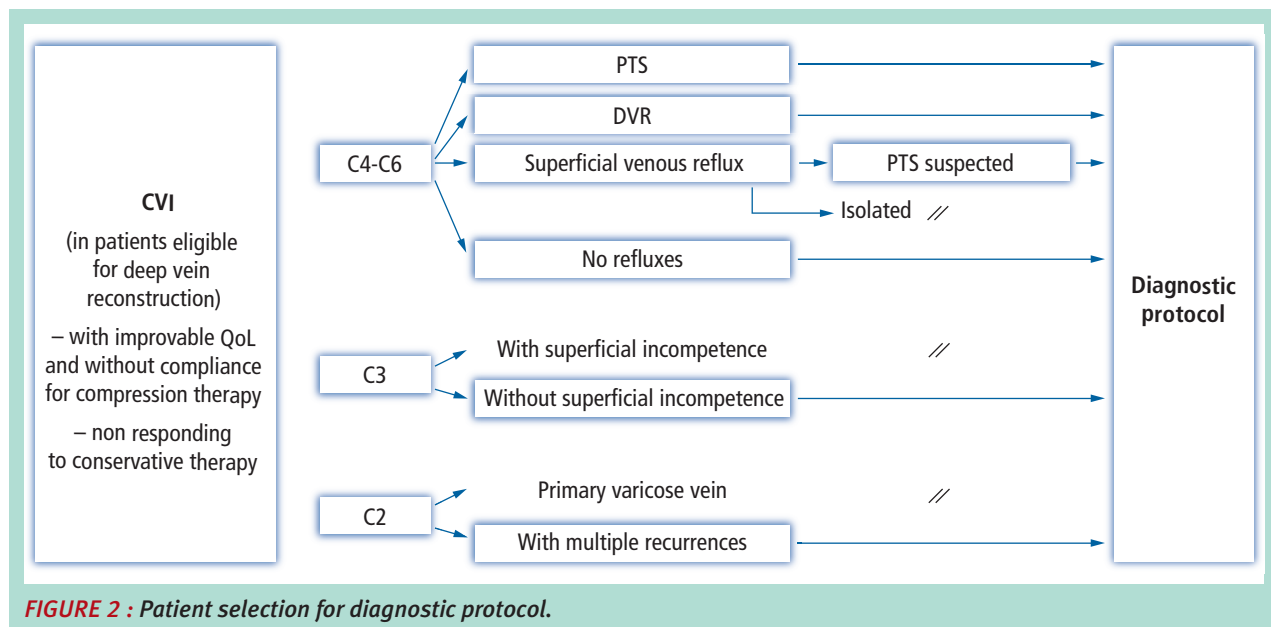 CVI
(in patients eligible
for deep vein
reconstruction)
– with improvable QoL
and without compliance
for compression therapy
– non responding
to conservative therapy
C4-C6
PTS
DVR
Superficial venous reflux
PTS suspected
Isolated //
No refluxes
C3
With superficial incompetence //
Without superficial incompetence
C2
Primary varicose vein //
With multiple recurrences
Diagnostic
protocol
FIGURE 2 : Patient selection for diagnostic protocol.